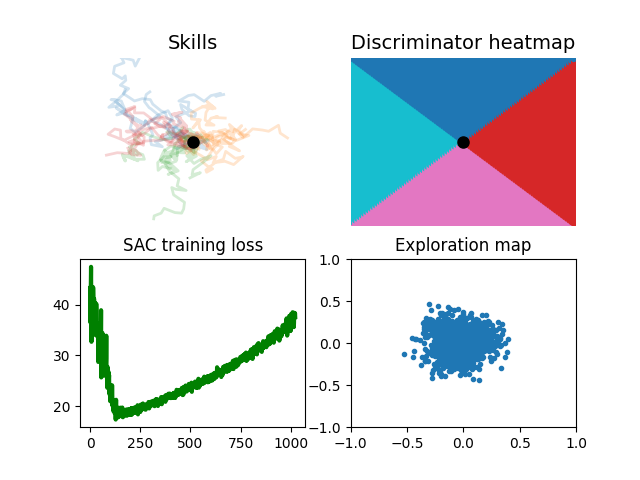 Skills
Discriminator heatmap
SAC training loss
40
30
20
0 250 500 750 1000
Exploration map
1.0
0.5
0.0
−0.5
−1.0
−1.0 −0.5 0.0 0.5 1.0